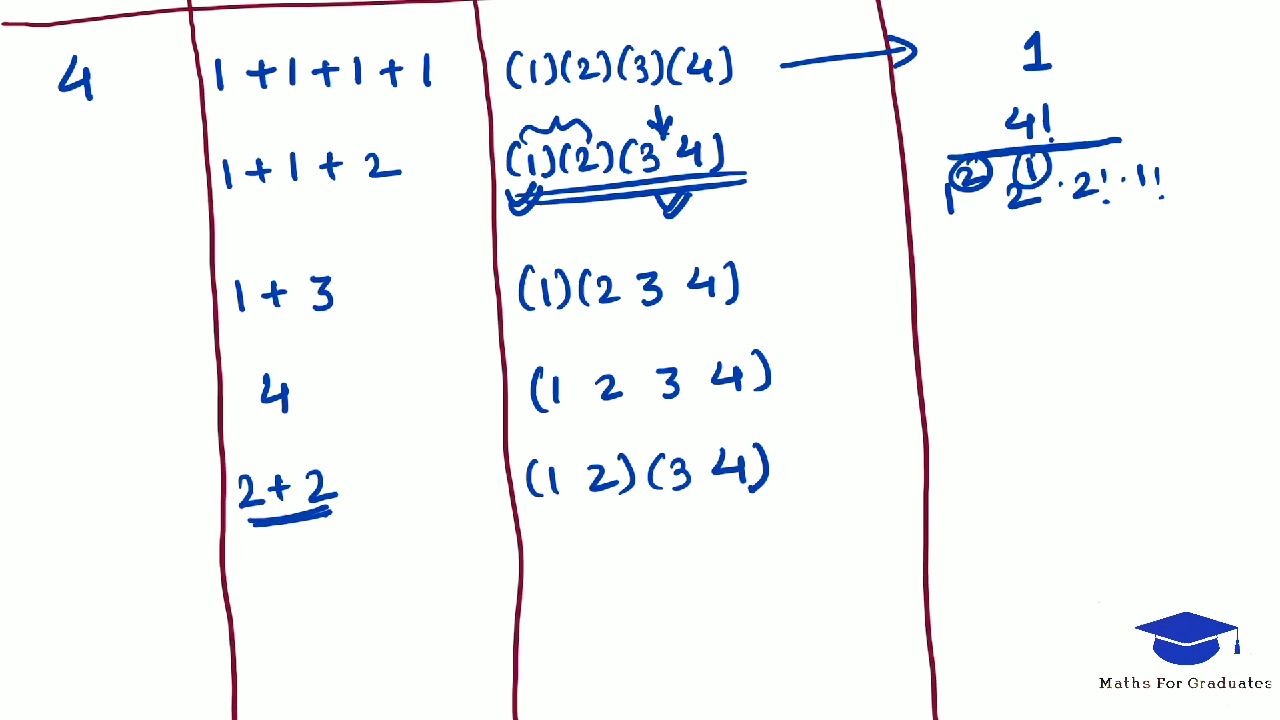 4 1 + 1 + 1 + 1 (1)(2)(3)(4) → 1
1 + 1 + 2 (1)(2)(3 4) 4! / 1² 2¹ · 2! · 1!
1 + 3 (1)(2 3 4)
4 (1 2 3 4)
2 + 2 (1 2)(3 4)
Maths For Graduates